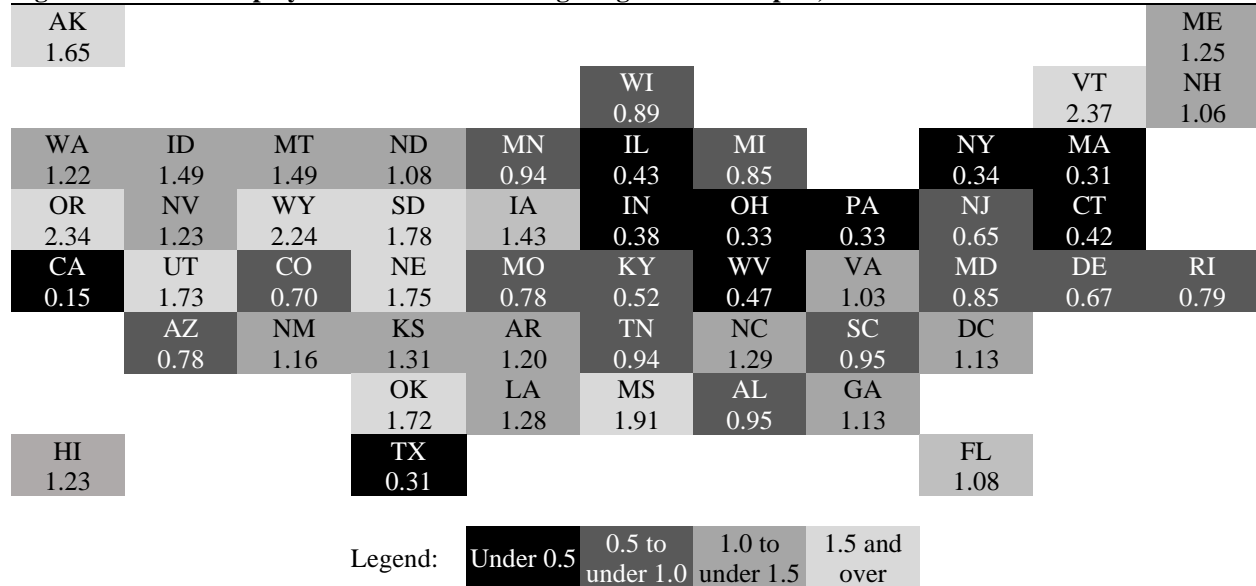 AK ME
1.65 1.25
WI VT NH
0.89 2.37 1.06
WA ID MT ND MN IL MI NY MA
1.22 1.49 1.49 1.08 0.94 0.43 0.85 0.34 0.31
OR NV WY SD IA IN OH PA NJ CT
2.34 1.23 2.24 1.78 1.43 0.38 0.33 0.33 0.65 0.42
CA UT CO NE MO KY WV VA MD DE RI
0.15 1.73 0.70 1.75 0.78 0.52 0.47 1.03 0.85 0.67 0.79
AZ NM KS AR TN NC SC DC
0.78 1.16 1.31 1.20 0.94 1.29 0.95 1.13
OK LA MS AL GA
1.72 1.28 1.91 0.95 1.13
HI TX FL
1.23 0.31 1.08
Legend: Under 0.5 0.5 to 1.0 to 1.5 and
under 1.0 under 1.5 over